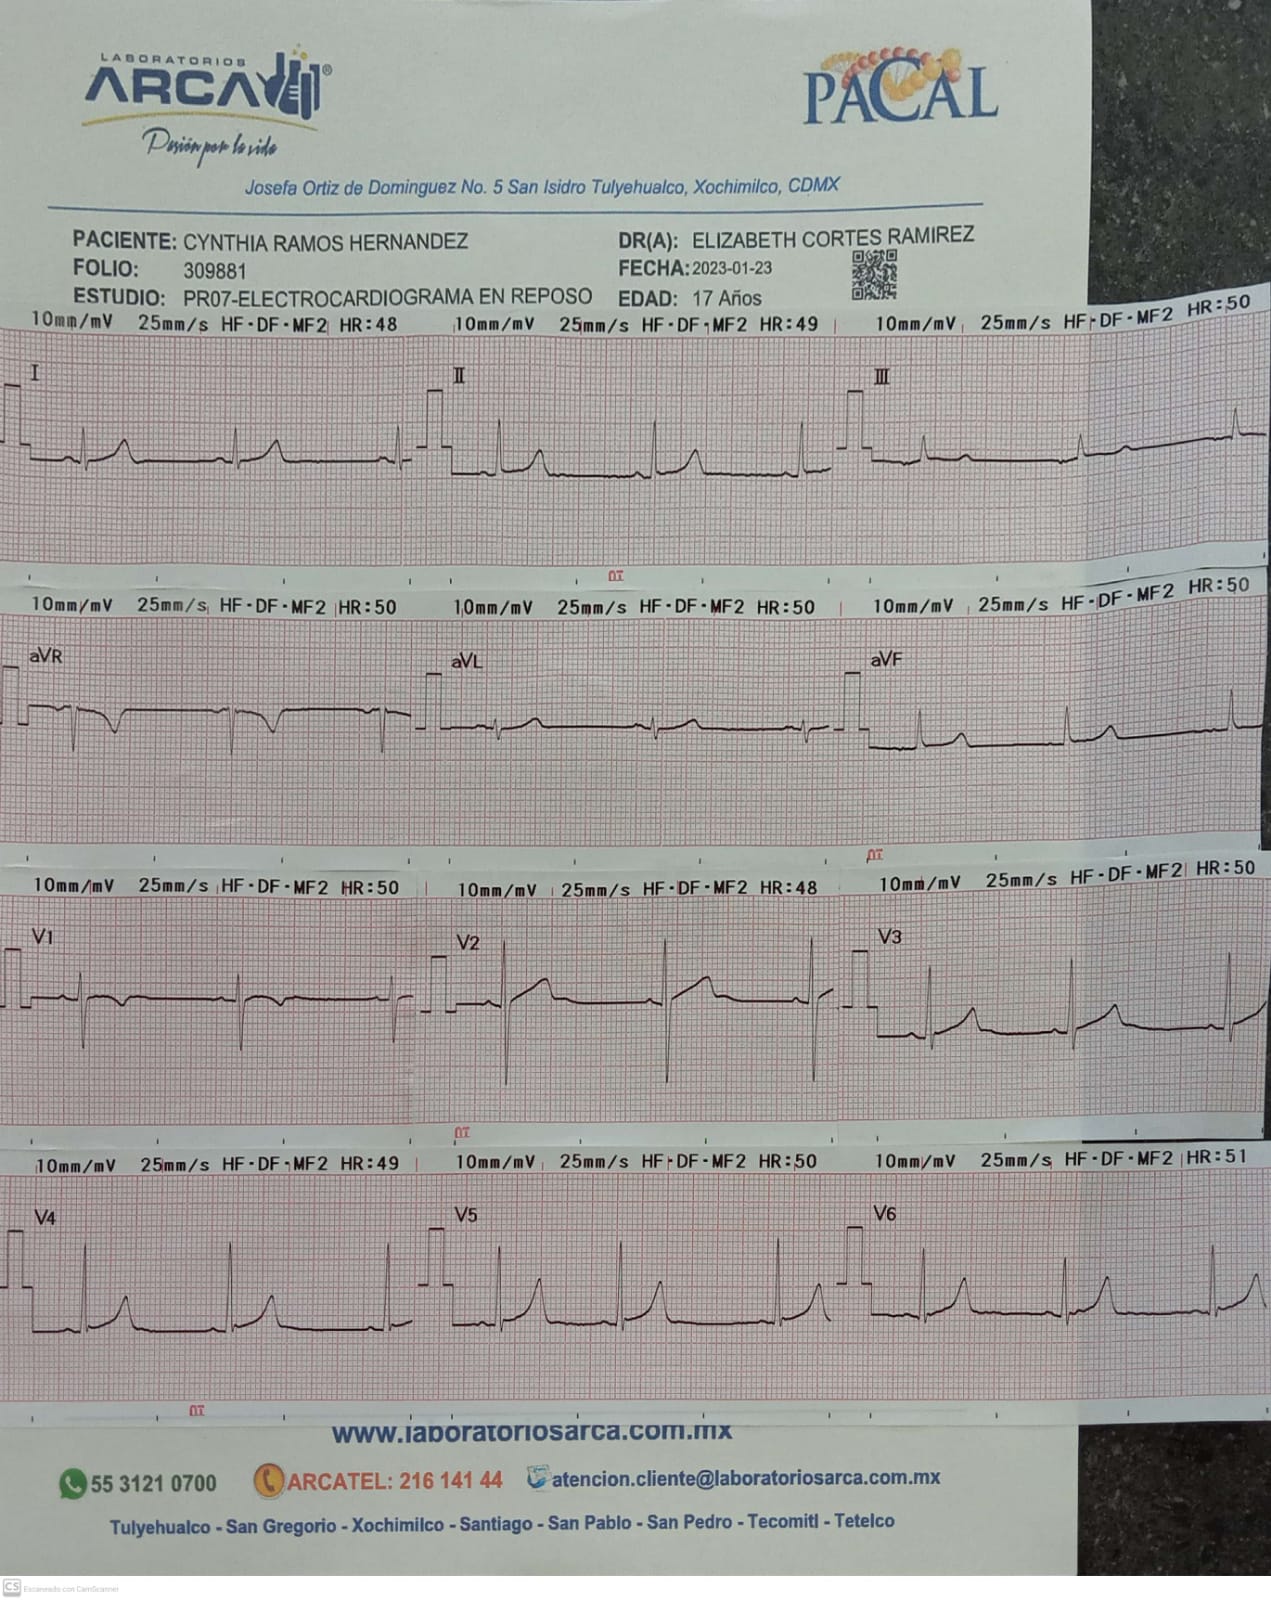 LABORATORIOS
ARCA®
Pasión por la vida
PACAL
Josefa Ortiz de Dominguez No. 5 San Isidro Tulyehualco, Xochimilco, CDMX
PACIENTE: CYNTHIA RAMOS HERNANDEZ DR(A): ELIZABETH CORTES RAMIREZ
FOLIO: 309881 FECHA: 2023-01-23
ESTUDIO: PR07-ELECTROCARDIOGRAMA EN REPOSO EDAD: 17 Años
10mm/mV 25mm/s HF-DF-MF2 HR:48 10mm/mV 25mm/s HF-DF-MF2 HR:49 10mm/mV 25mm/s HF-DF-MF2 HR:50
I II III
10mm/mV 25mm/s HF-DF-MF2 HR:50 10mm/mV 25mm/s HF-DF-MF2 HR:50 10mm/mV 25mm/s HF-DF-MF2 HR:50
aVR aVL aVF
10mm/mV 25mm/s HF-DF-MF2 HR:50 10mm/mV 25mm/s HF-DF-MF2 HR:48 10mm/mV 25mm/s HF-DF-MF2 HR:50
V1 V2 V3
10mm/mV 25mm/s HF-DF-MF2 HR:49 10mm/mV 25mm/s HF-DF-MF2 HR:50 10mm/mV 25mm/s HF-DF-MF2 HR:51
V4 V5 V6
www.laboratoriosarca.com.mx
55 3121 0700 ARCATEL: 216 141 44 atencion.cliente@laboratoriosarca.com.mx
Tulyehualco - San Gregorio - Xochimilco - Santiago - San Pablo - San Pedro - Tecomitl - Tetelco
CS Escaneado con CamScanner